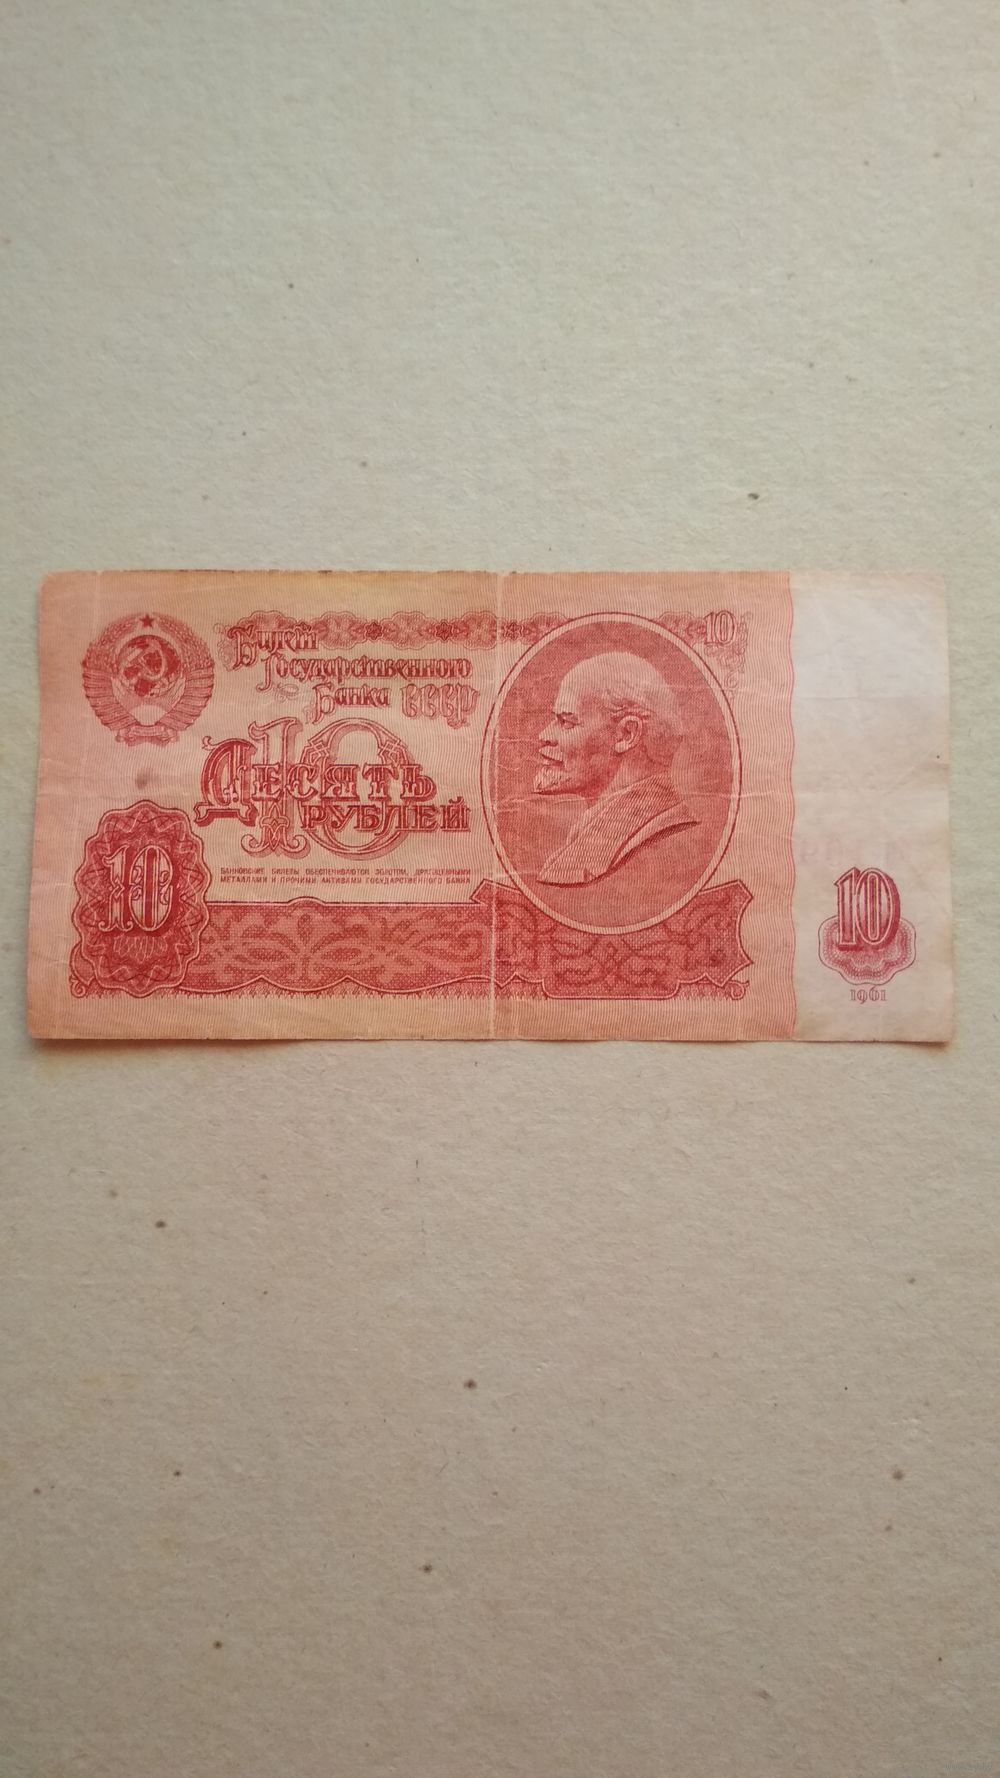 Билет
Государственного
Банка СССР
10
10
Десять
Рублей
БАНКОВСКИЕ БИЛЕТЫ ОБЕСПЕЧИВАЮТСЯ ЗОЛОТОМ, ДРАГОЦЕННЫМИ
МЕТАЛЛАМИ И ПРОЧИМИ АКТИВАМИ ГОСУДАРСТВЕННОГО БАНКА
10
10
1961